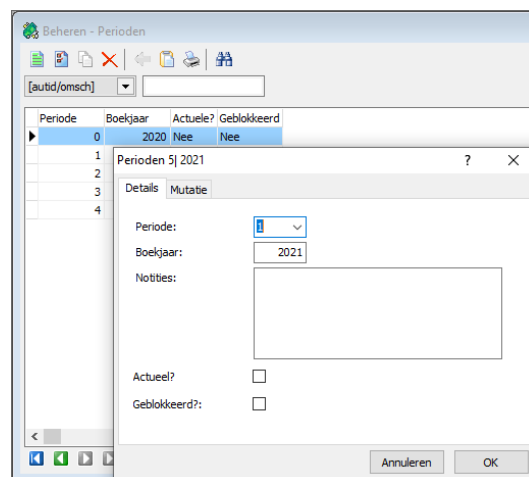 Beheren - Perioden
[autid/omsch]
Periode Boekjaar Actuele? Geblokkeerd
0 2020 Nee Nee
1
2
3
4
Perioden 5| 2021 ?
Details Mutatie
Periode: 1
Boekjaar: 2021
Notities:
Actueel?
Geblokkeerd?:
Annuleren OK